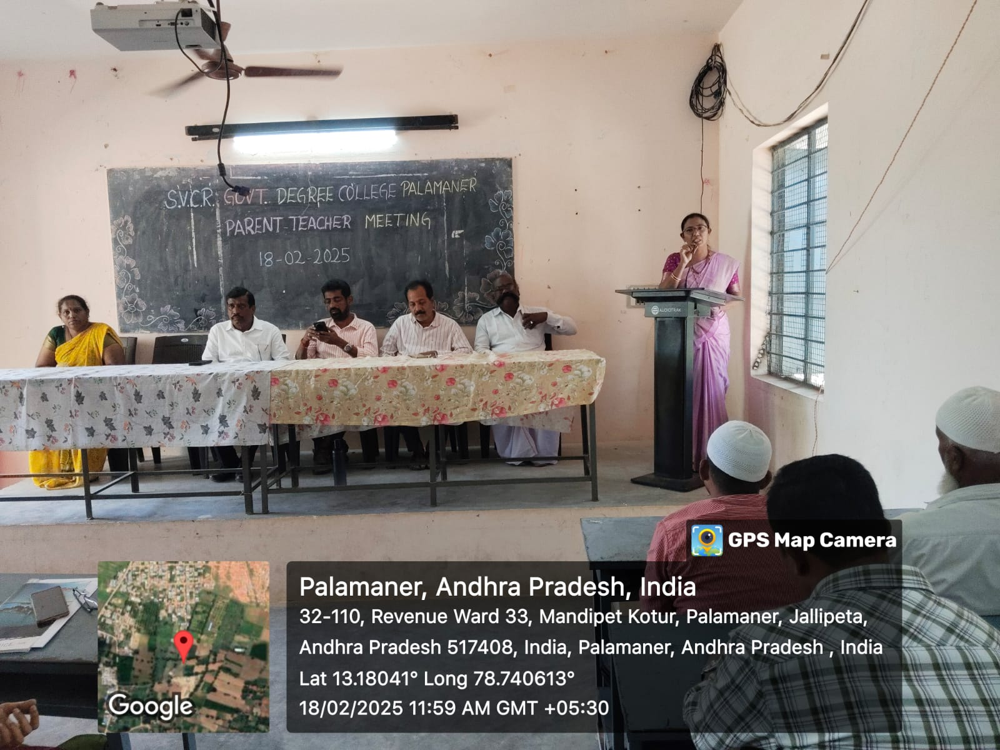 S.V.C.R. GOVT. DEGREE COLLEGE PALAMANER
PARENT-TEACHER MEETING
18-02-2025
AUDIOTRAK
GPS Map Camera
Palamaner, Andhra Pradesh, India
32-110, Revenue Ward 33, Mandipet Kotur, Palamaner, Jallipeta,
Andhra Pradesh 517408, India, Palamaner, Andhra Pradesh , India
Lat 13.18041° Long 78.740613°
18/02/2025 11:59 AM GMT +05:30
Google